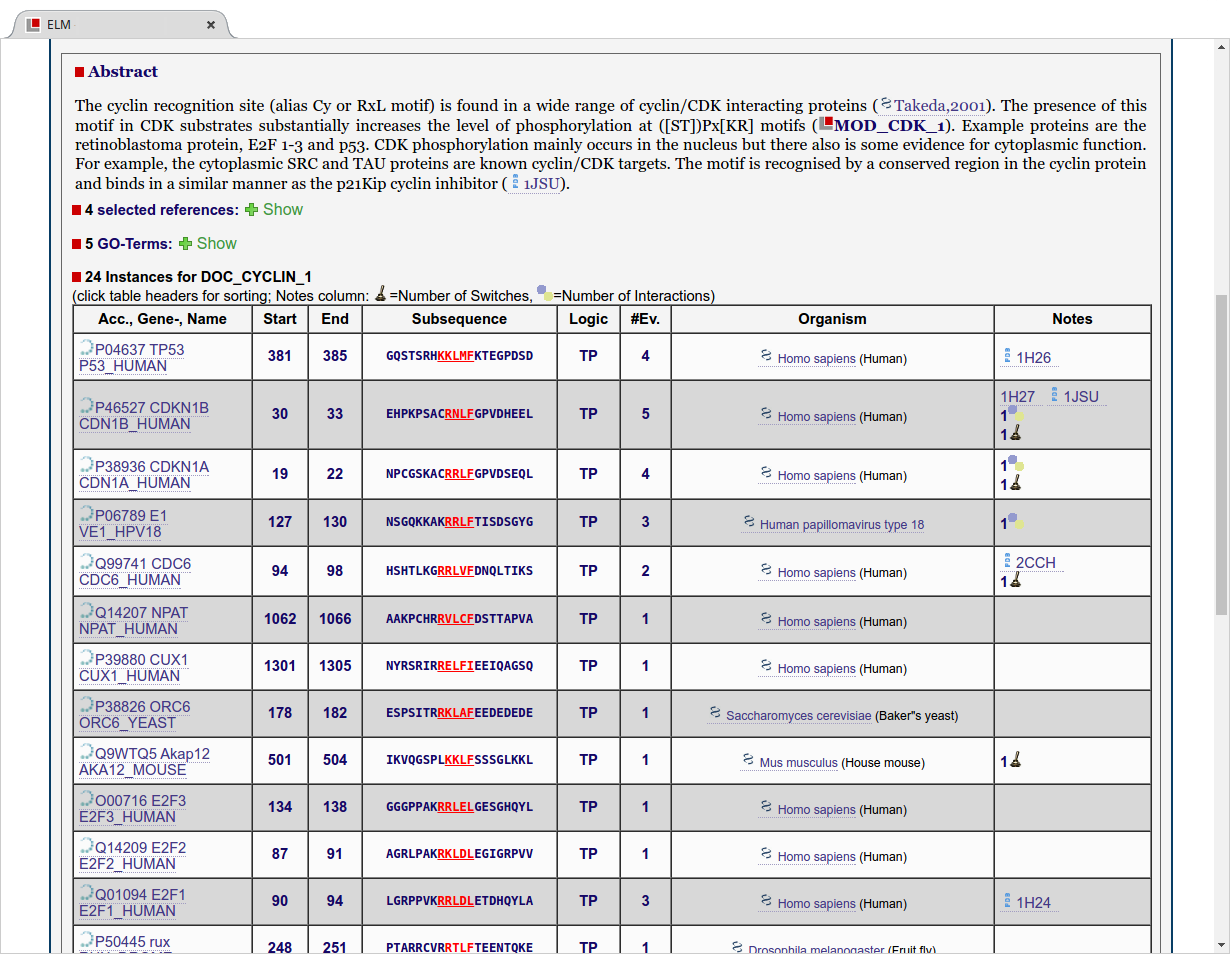 ELM
Abstract
The cyclin recognition site (alias Cy or RxL motif) is found in a wide range of cyclin/CDK interacting proteins ( Takeda,2001). The presence of this
motif in CDK substrates substantially increases the level of phosphorylation at ([ST])Px[KR] motifs ( MOD_CDK_1). Example proteins are the
retinoblastoma protein, E2F 1-3 and p53. CDK phosphorylation mainly occurs in the nucleus but there also is some evidence for cytoplasmic function.
For example, the cytoplasmic SRC and TAU proteins are known cyclin/CDK targets. The motif is recognised by a conserved region in the cyclin protein
and binds in a similar manner as the p21Kip cyclin inhibitor ( 1JSU).
4 selected references: Show
5 GO-Terms: Show
24 Instances for DOC_CYCLIN_1
(click table headers for sorting; Notes column: =Number of Switches, =Number of Interactions)
Acc., Gene-, Name Start End Subsequence Logic #Ev. Organism Notes
P04637 TP53
P53_HUMAN 381 385 GQSTSRHKKLMFKTEGPDSD TP 4 Homo sapiens (Human) 1H26
P46527 CDKN1B
CDN1B_HUMAN 30 33 EHPKPSACRNLFGPVDHEEL TP 5 Homo sapiens (Human) 1H27 1JSU
1
1
P38936 CDKN1A
CDN1A_HUMAN 19 22 NPCGSKACRRLFGPVDSEQL TP 4 Homo sapiens (Human) 1
1
P06789 E1
VE1_HPV18 127 130 NSGQKKAKRRLFTISDSGYG TP 3 Human papillomavirus type 18 1
Q99741 CDC6
CDC6_HUMAN 94 98 HSHTLKGRRLVFDNQLTIKS TP 2 Homo sapiens (Human) 2CCH
1
Q14207 NPAT
NPAT_HUMAN 1062 1066 AAKPCHRRVLCFDSTTAPVA TP 1 Homo sapiens (Human)
P39880 CUX1
CUX1_HUMAN 1301 1305 NYRSRIRRELFIEEIQAGSQ TP 1 Homo sapiens (Human)
P38826 ORC6
ORC6_YEAST 178 182 ESPSITRRKLAFEEDEDEDE TP 1 Saccharomyces cerevisiae (Baker"s yeast)
Q9WTQ5 Akap12
AKA12_MOUSE 501 504 IKVQGSPLKKLFSSSGLKKL TP 1 Mus musculus (House mouse) 1
O00716 E2F3
E2F3_HUMAN 134 138 GGGPPAKRRLELGESGHQYL TP 1 Homo sapiens (Human)
Q14209 E2F2
E2F2_HUMAN 87 91 AGRLPAKRKLDLEGIGRPVV TP 1 Homo sapiens (Human)
Q01094 E2F1
E2F1_HUMAN 90 94 LGRPPVKRRLDLETDHQYLA TP 3 Homo sapiens (Human) 1H24
P50445 rux
248 251 PTARRCVRRTLFTEENTQKE TP 1 Drosophila melanogaster (Fruit fly)